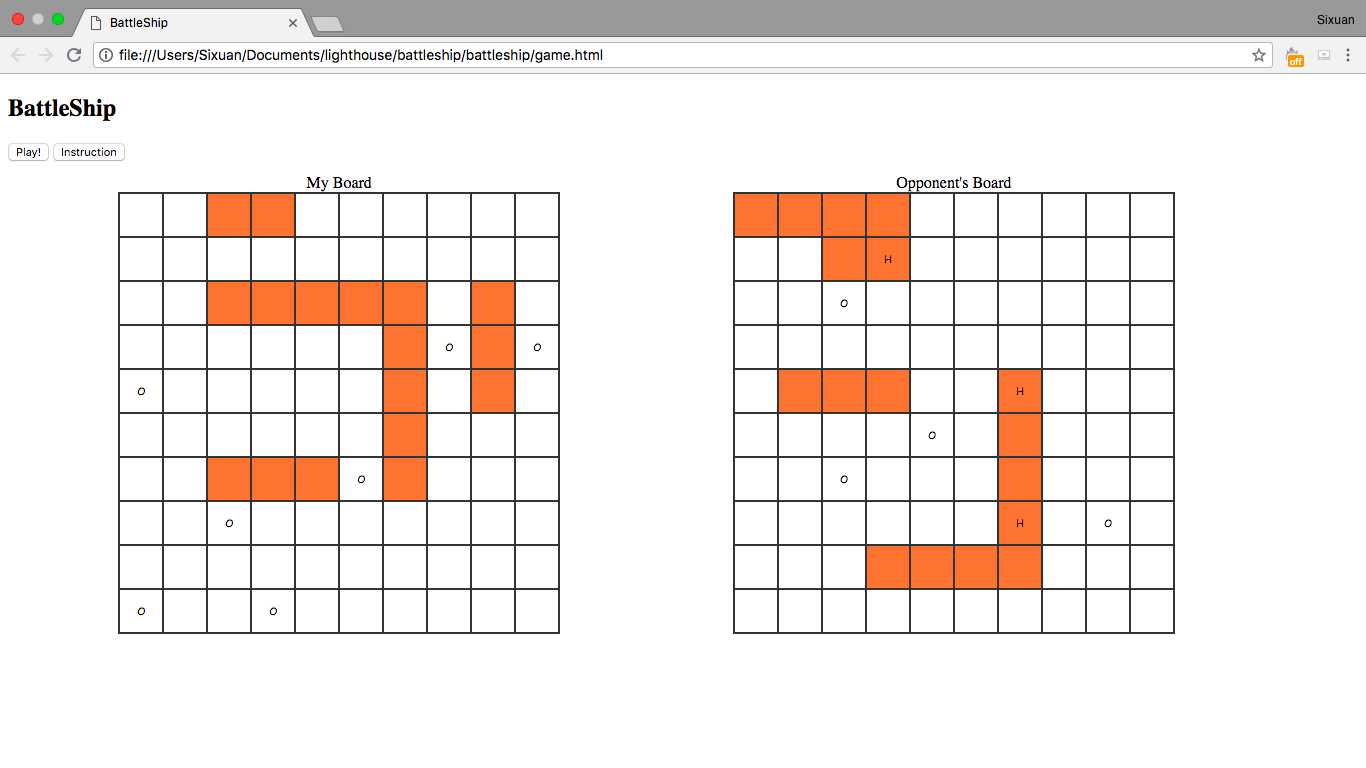 BattleShip
Sixuan
file:///Users/Sixuan/Documents/lighthouse/battleship/battleship/game.html
off
BattleShip
Play! Instruction
My Board
O O
O
O
O
O O
Opponent's Board
H
O
H
O
O
H O